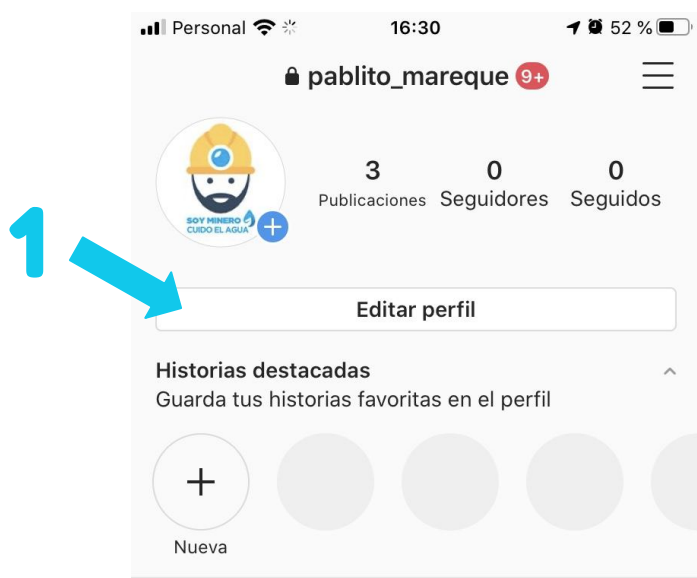 Personal 16:30 52 %
pablito_mareque 9+
3 0 0
Publicaciones Seguidores Seguidos
SOY MINERO
CUIDO EL AGUA
1
Editar perfil
Historias destacadas
Guarda tus historias favoritas en el perfil
Nueva